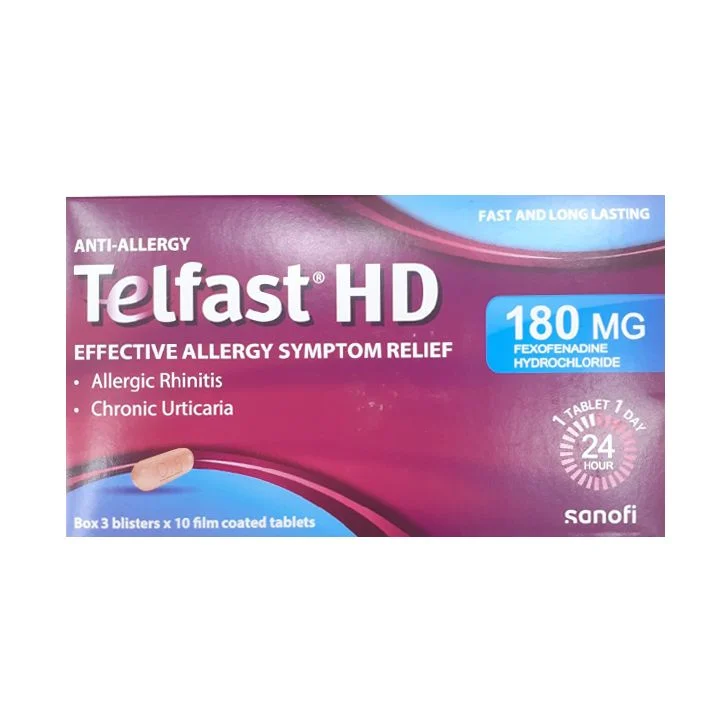 FAST AND LONG LASTING
ANTI-ALLERGY
Telfast® HD
EFFECTIVE ALLERGY SYMPTOM RELIEF
• Allergic Rhinitis
• Chronic Urticaria
180 MG
FEXOFENADINE
HYDROCHLORIDE
1 TABLET 1 DAY
24
HOUR
Box 3 blisters x 10 film coated tablets
sanofi